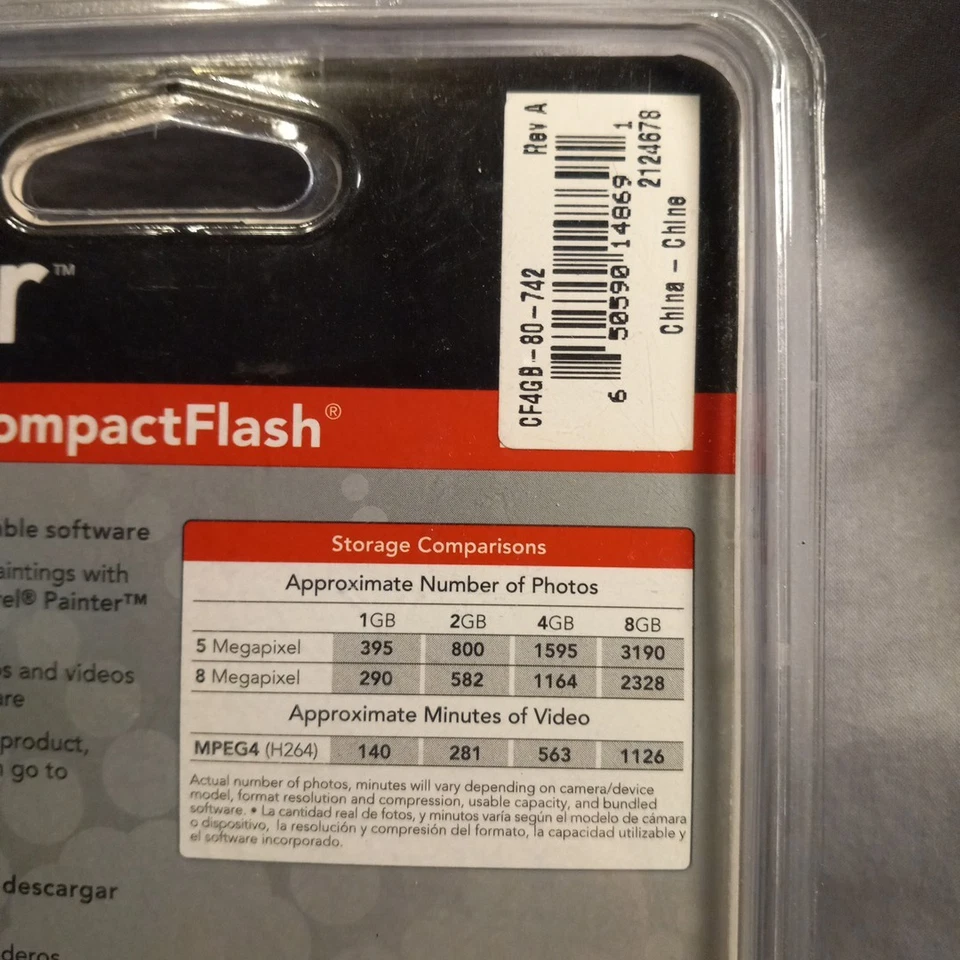 r™
ompactFlash®
ble software
aintings with
rel® Painter™
s and videos
re
product,
n go to
descargar
deros
CF4GB-80-742 Rev A
6 50590 14869 1
2124678
China - Chine
Storage Comparisons
Approximate Number of Photos
1GB 2GB 4GB 8GB
5 Megapixel 395 800 1595 3190
8 Megapixel 290 582 1164 2328
Approximate Minutes of Video
MPEG4 (H264) 140 281 563 1126
Actual number of photos, minutes will vary depending on camera/device
model, format resolution and compression, usable capacity, and bundled
software. • La cantidad real de fotos, y minutos varía según el modelo de cámara
o dispositivo, la resolución y compresión del formato, la capacidad utilizable y
el software incorporado.